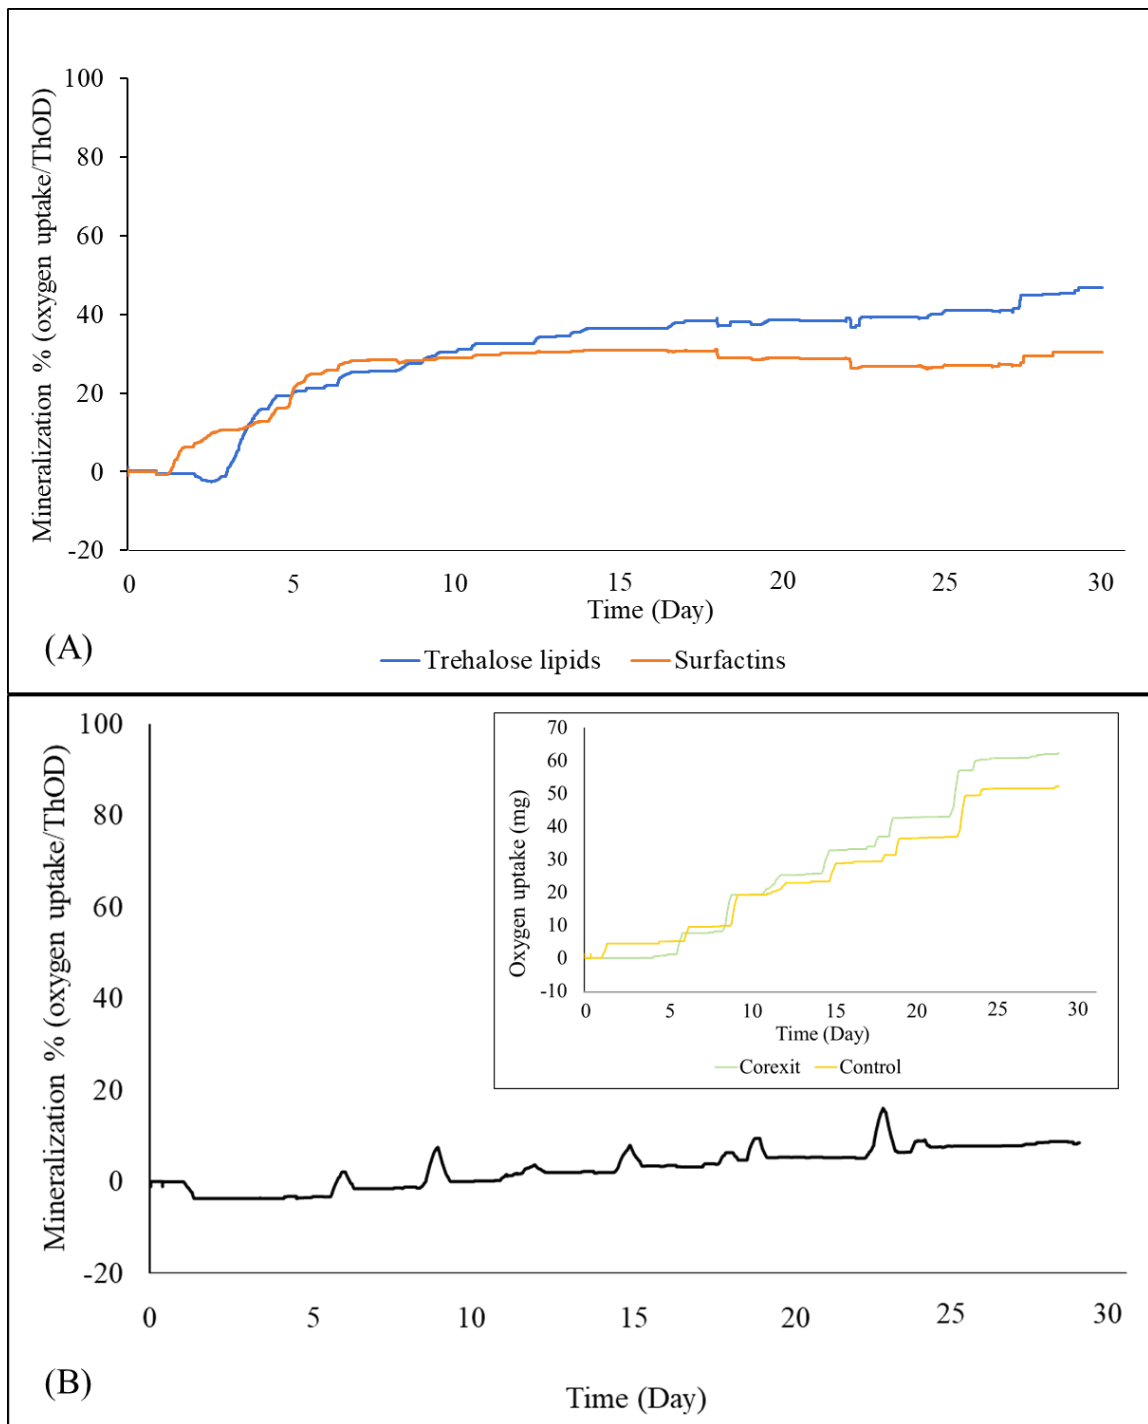 Mineralization % (oxygen uptake/ThOD)
100
80
60
40
20
0
-20
0 5 10 15 20 25 30
Time (Day)
(A)
Trehalose lipids Surfactins
Mineralization % (oxygen uptake/ThOD)
100
80
60
40
20
0
-20
0 5 10 15 20 25 30
Time (Day)
(B)
Oxygen uptake (mg)
70
60
50
40
30
20
10
0
-10
0 5 10 15 20 25 30
Time (Day)
Corexit Control